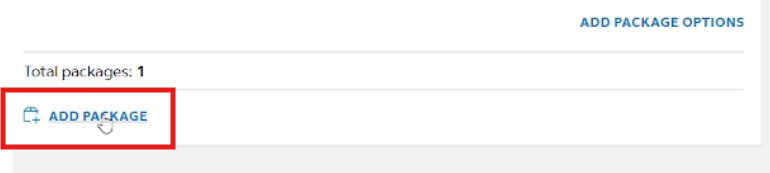 ADD PACKAGE OPTIONS
Total packages: 1
ADD PACKAGE